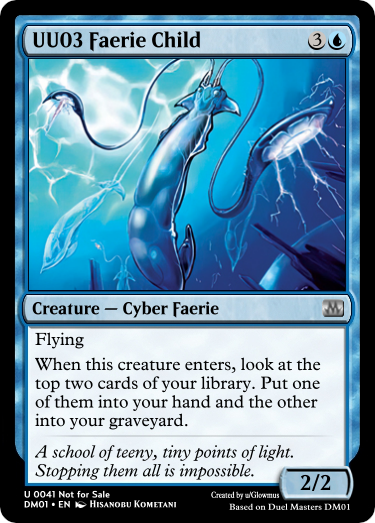 UU03 Faerie Child 3
Creature — Cyber Faerie
Flying
When this creature enters, look at the
top two cards of your library. Put one
of them into your hand and the other
into your graveyard.
A school of teeny, tiny points of light.
Stopping them all is impossible.
2/2
U 0041 Not for Sale
DM01 • EN Hisanobu Kometani
Created by u/Glowmus
Based on Duel Masters DM01